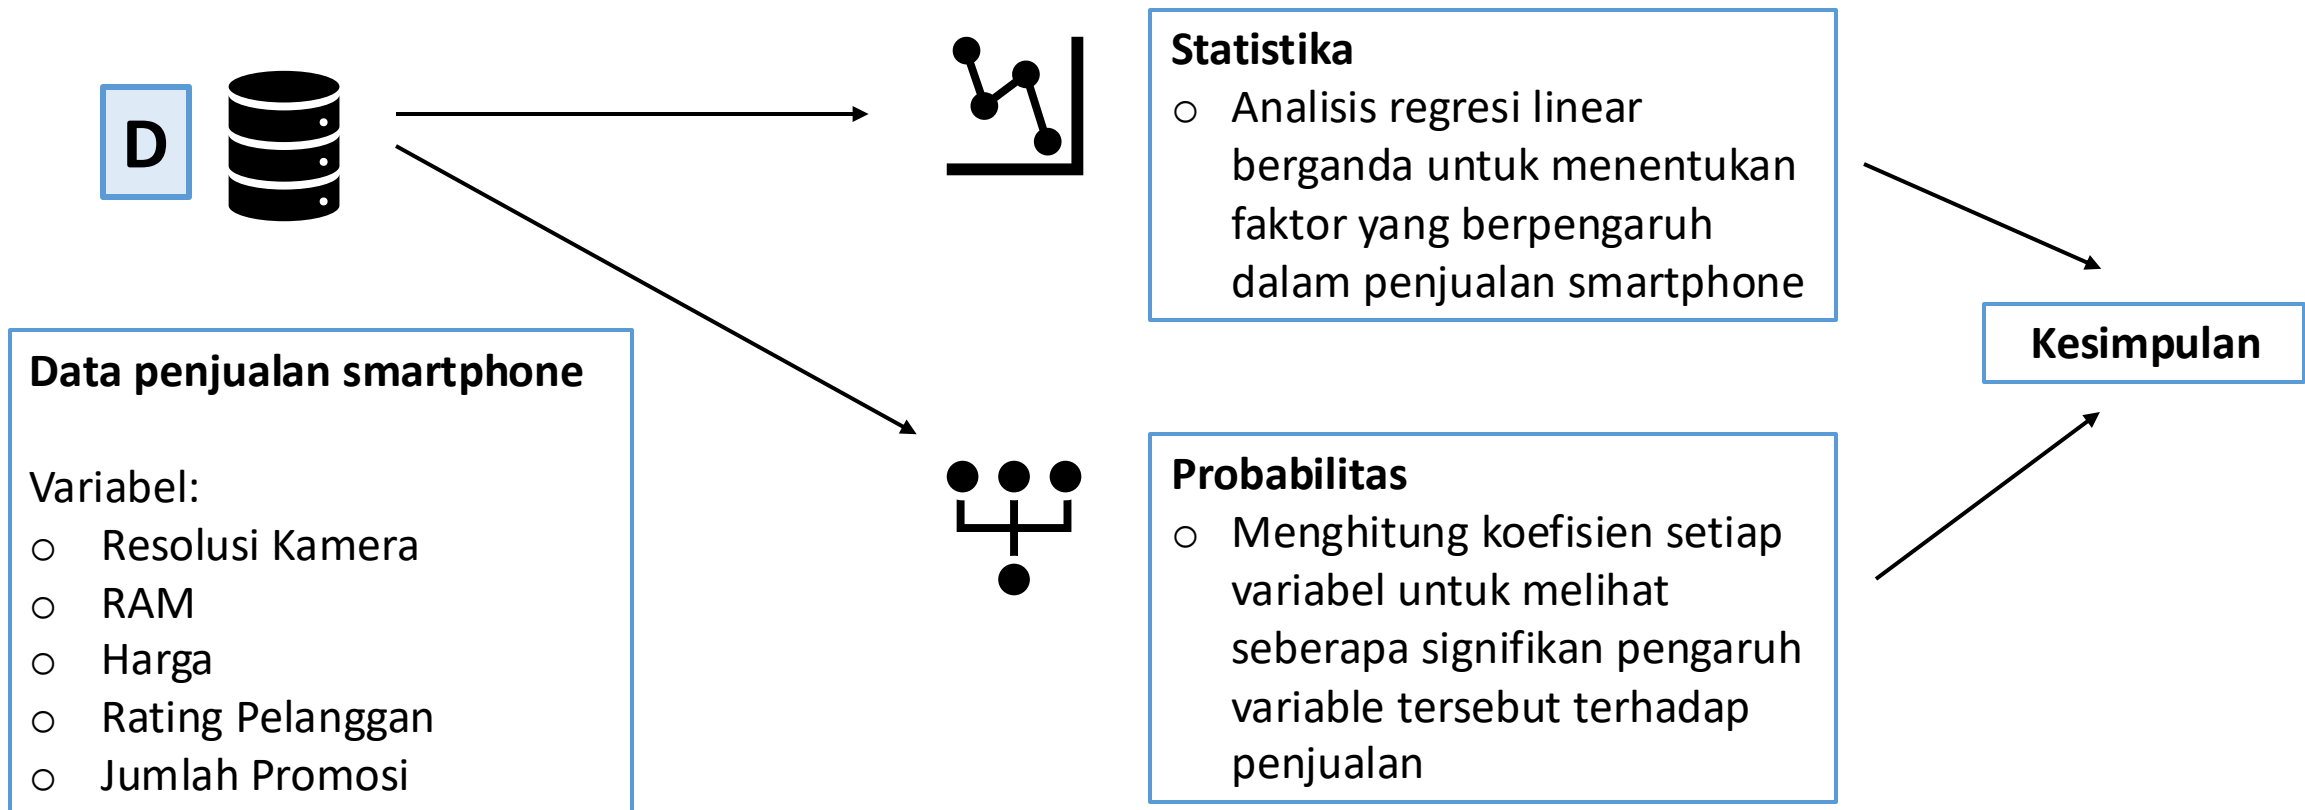 D
Data penjualan smartphone
Variabel:
o Resolusi Kamera
o RAM
o Harga
o Rating Pelanggan
o Jumlah Promosi
Statistika
o Analisis regresi linear
berganda untuk menentukan
faktor yang berpengaruh
dalam penjualan smartphone
Probabilitas
o Menghitung koefisien setiap
variabel untuk melihat
seberapa signifikan pengaruh
variable tersebut terhadap
penjualan
Kesimpulan